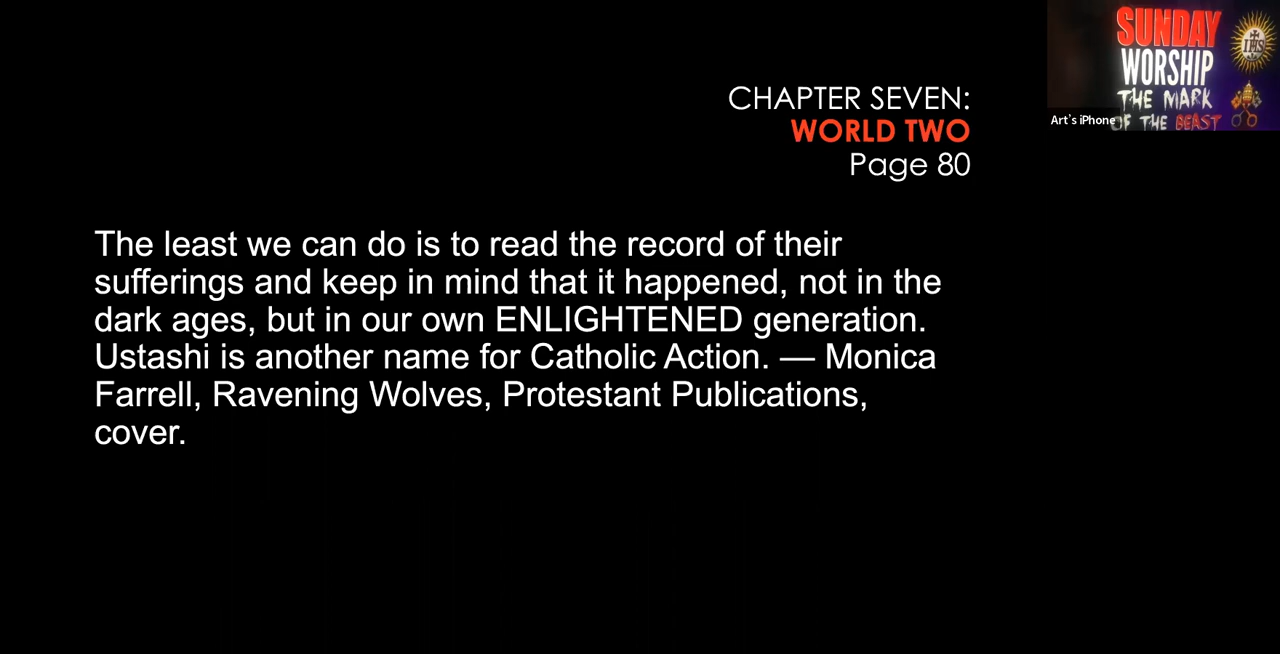 CHAPTER SEVEN:
WORLD TWO
Page 80
The least we can do is to read the record of their
sufferings and keep in mind that it happened, not in the
dark ages, but in our own ENLIGHTENED generation.
Ustashi is another name for Catholic Action. — Monica
Farrell, Ravening Wolves, Protestant Publications,
cover.
SUNDAY
WORSHIP
THE MARK
OF THE BEAST
IHS
Art's iPhone